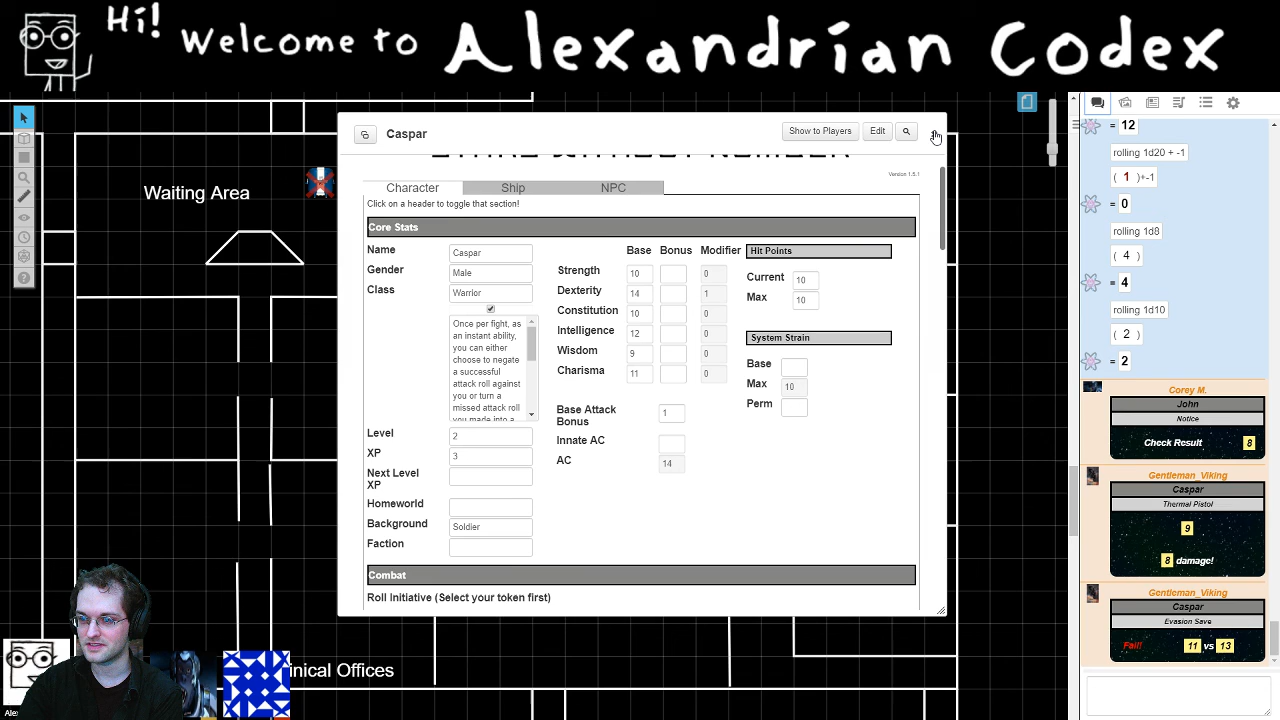 Hi! Welcome to Alexandrian Codex
Waiting Area
Caspar
Show to Players
Edit
STARS WITHOUT NUMBER
Version 1.5.1
Character
Ship
NPC
Click on a header to toggle that section!
Core Stats
Name
Caspar
Gender
Male
Class
Warrior
Once per fight, as
an instant ability,
you can either
choose to negate
a successful
attack roll against
you or turn a
missed attack roll
you made into a
Level
2
XP
3
Next Level
XP
Homeworld
Background
Soldier
Faction
Base Bonus Modifier
Strength 10 0
Dexterity 14 1
Constitution 10 0
Intelligence 12 0
Wisdom 9 0
Charisma 11 0
Base Attack
Bonus
1
Innate AC
AC
14
Hit Points
Current 10
Max 10
System Strain
Base
Max 10
Perm
Combat
Roll Initiative (Select your token first)
inical Offices
= 12
rolling 1d20 + -1
( 1 )+-1
= 0
rolling 1d8
( 4 )
= 4
rolling 1d10
( 2 )
= 2
Corey M.
John
Notice
Check Result 8
Gentleman_Viking
Caspar
Thermal Pistol
9
8 damage!
Gentleman_Viking
Caspar
Evasion Save
Fail! 11 vs 13